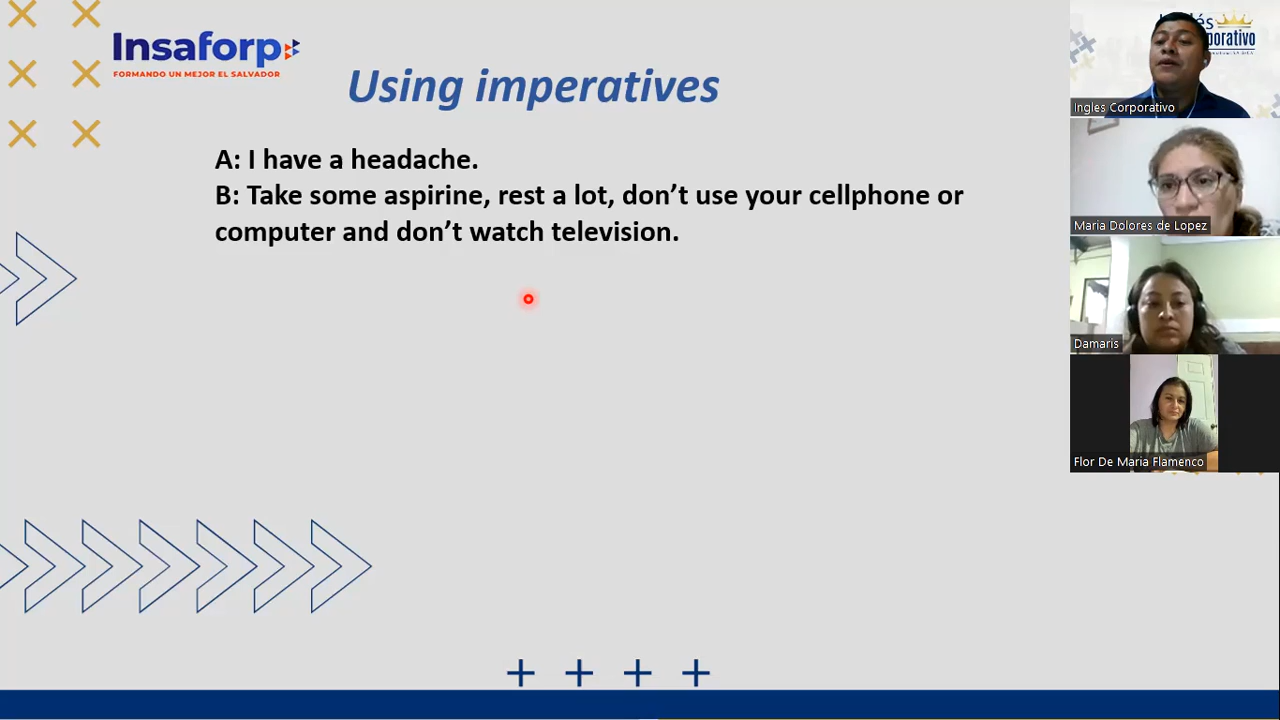 Insaforp
FORMANDO UN MEJOR EL SALVADOR
Using imperatives
A: I have a headache.
B: Take some aspirine, rest a lot, don’t use your cellphone or
computer and don’t watch television.
Ingles Corporativo
Maria Dolores de Lopez
Damaris
Flor De Maria Flamenco